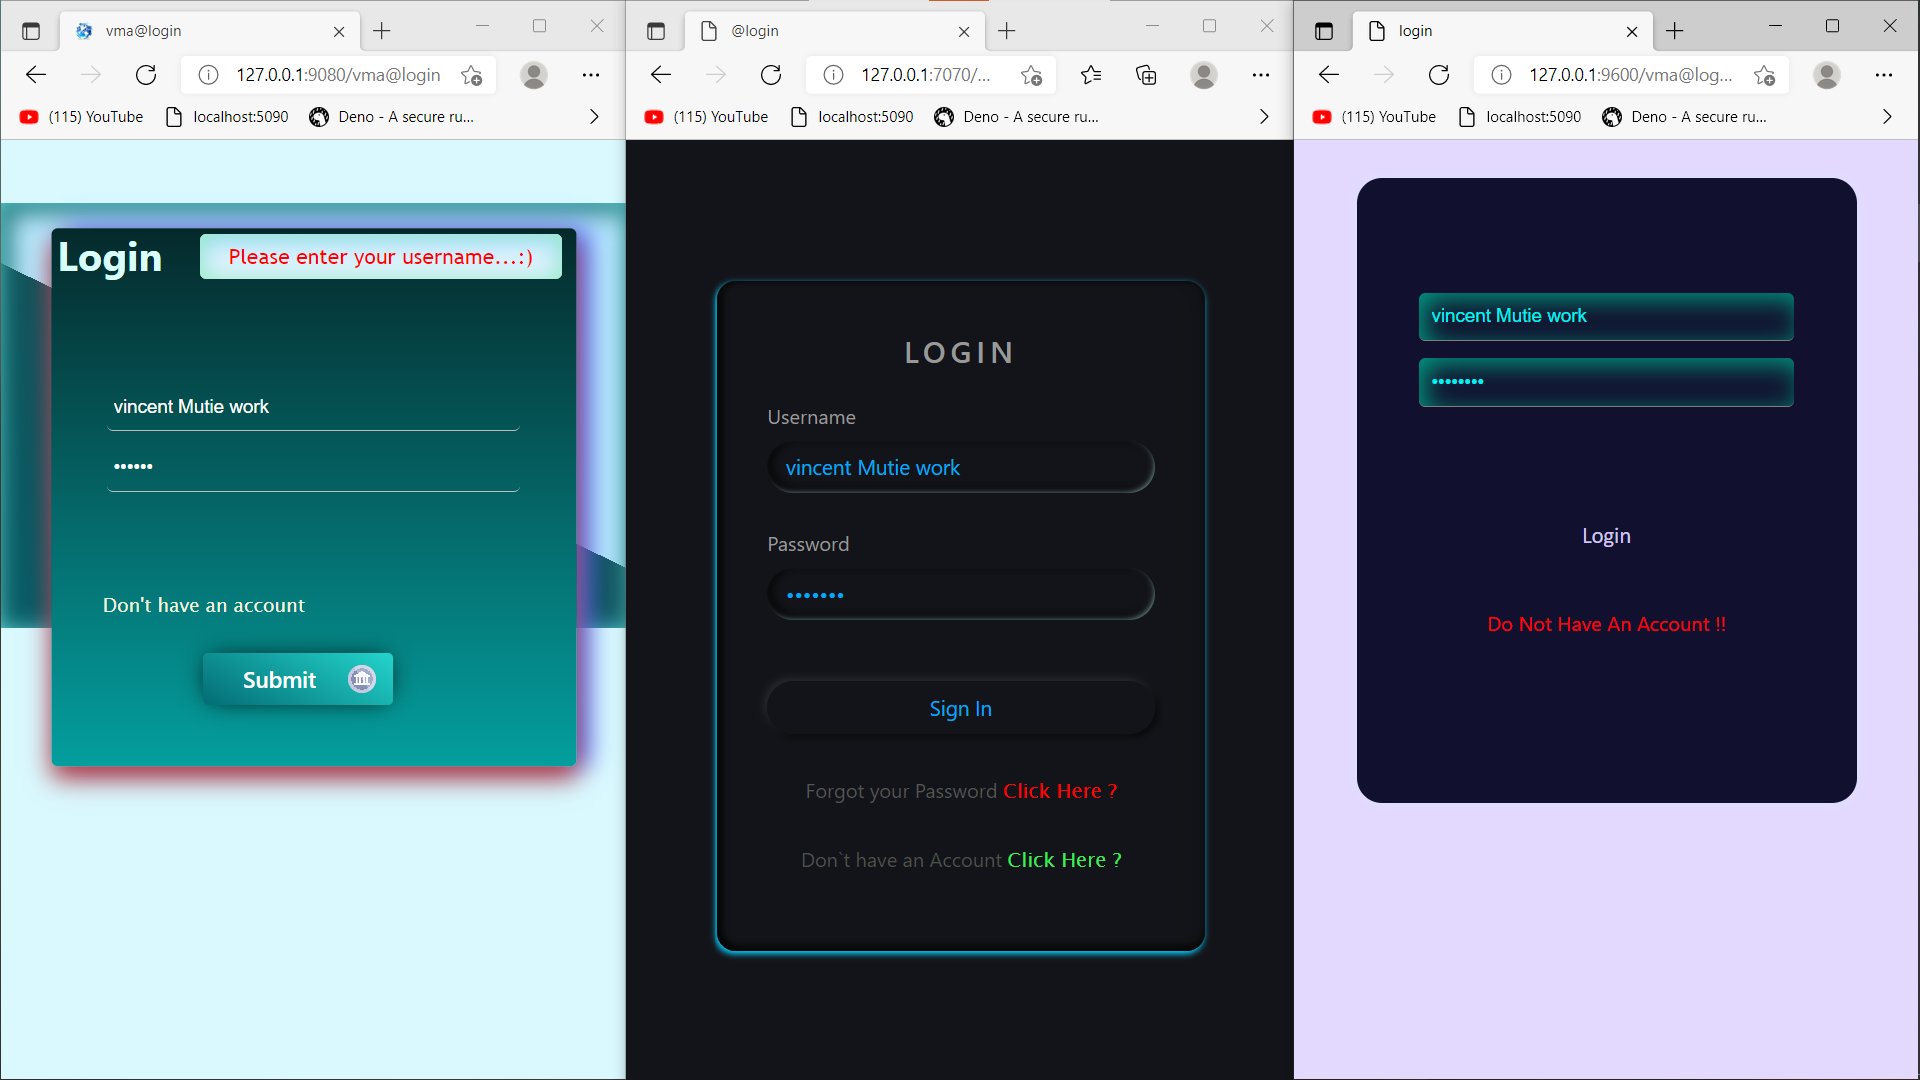 vma@login
127.0.0.1:9080/vma@login
(115) YouTube
localhost:5090
Deno - A secure ru...
Login
Please enter your username...:)
vincent Mutie work
••••••
Don't have an account
Submit
@login
127.0.0.1:7070/...
(115) YouTube
localhost:5090
Deno - A secure ru...
LOGIN
Username
vincent Mutie work
Password
•••••••
Sign In
Forgot your Password Click Here ?
Don`t have an Account Click Here ?
login
127.0.0.1:9600/vma@log...
(115) YouTube
localhost:5090
Deno - A secure ru...
vincent Mutie work
••••••••
Login
Do Not Have An Account !!